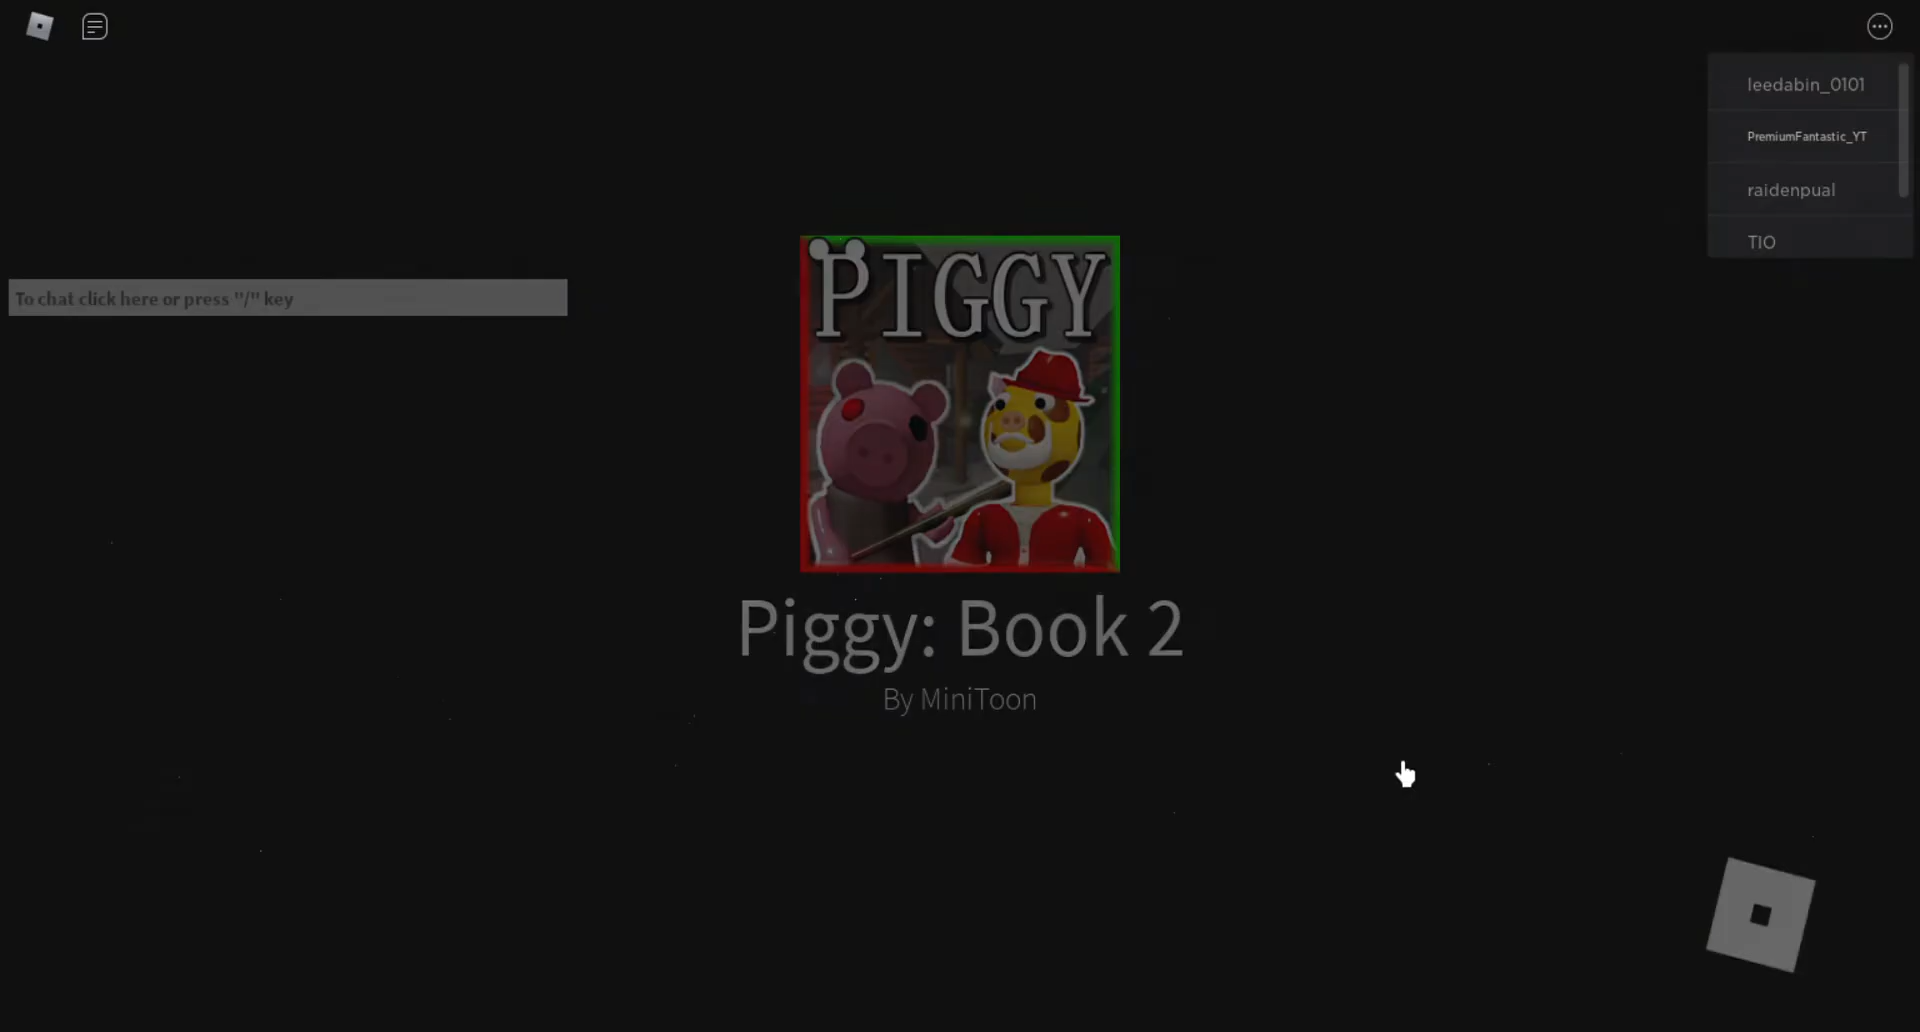 leedabin_0101
PremiumFantastic_YT
raidenpual
TIO
To chat click here or press "/" key
PIGGY
Piggy: Book 2
By MiniToon